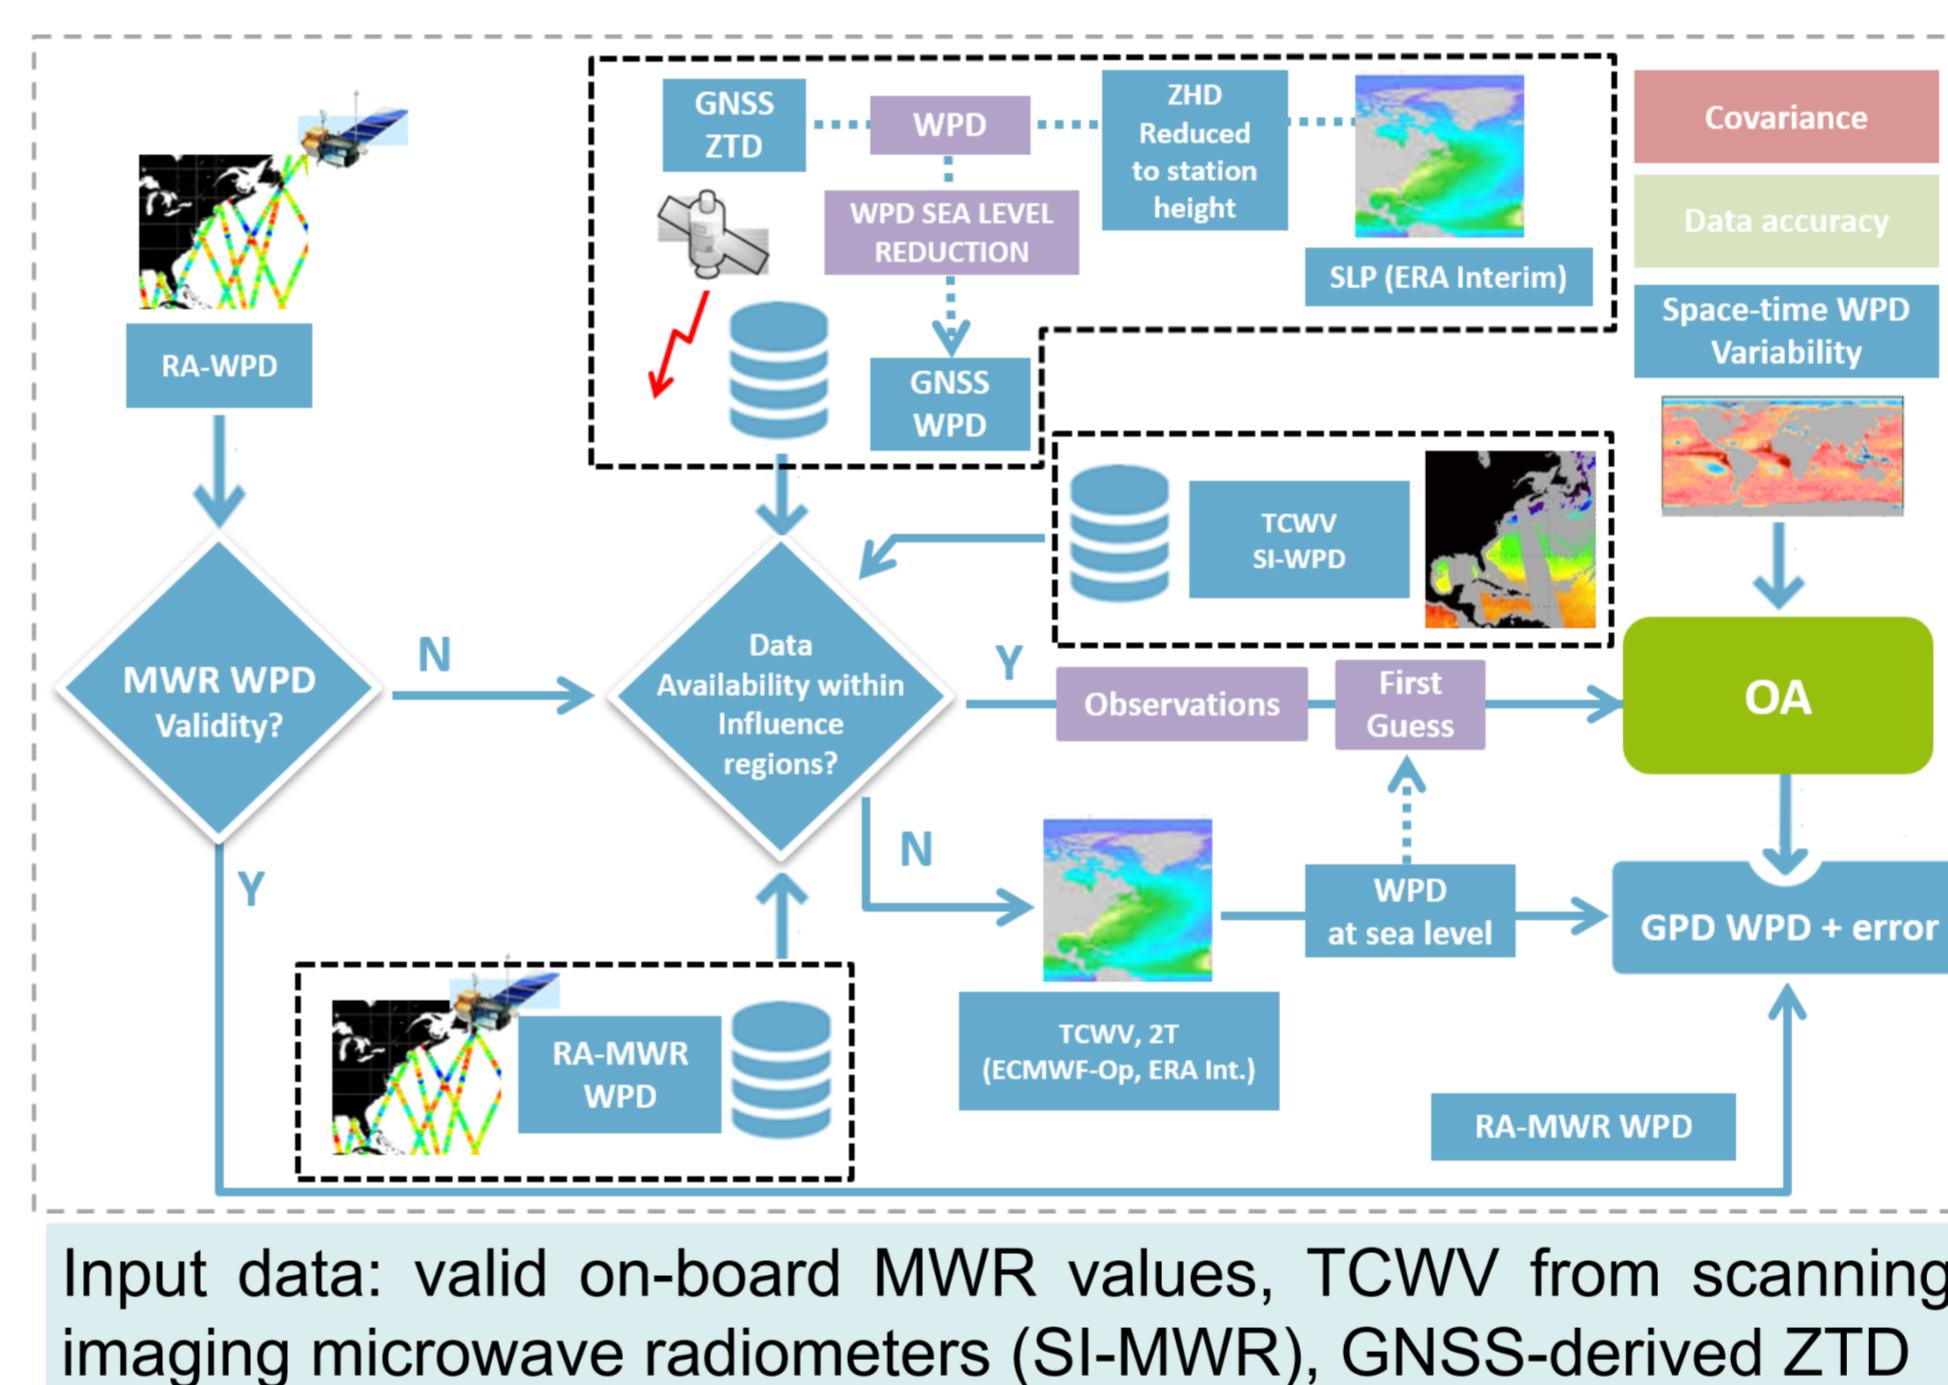 GNSS
ZTD
WPD
ZHD
Reduced
to station
height
WPD SEA LEVEL
REDUCTION
SLP (ERA Interim)
GNSS
WPD
Covariance
Data accuracy
Space-time WPD
Variability
RA-WPD
TCWV
SI-WPD
MWR WPD
Validity?
N
Data
Availability within
Influence
regions?
Y
Observations
First
Guess
OA
Y
N
WPD
at sea level
GPD WPD + error
TCWV, 2T
(ECMWF-Op, ERA Int.)
RA-MWR
WPD
RA-MWR WPD
Input data: valid on-board MWR values, TCWV from scanning
imaging microwave radiometers (SI-MWR), GNSS-derived ZTD